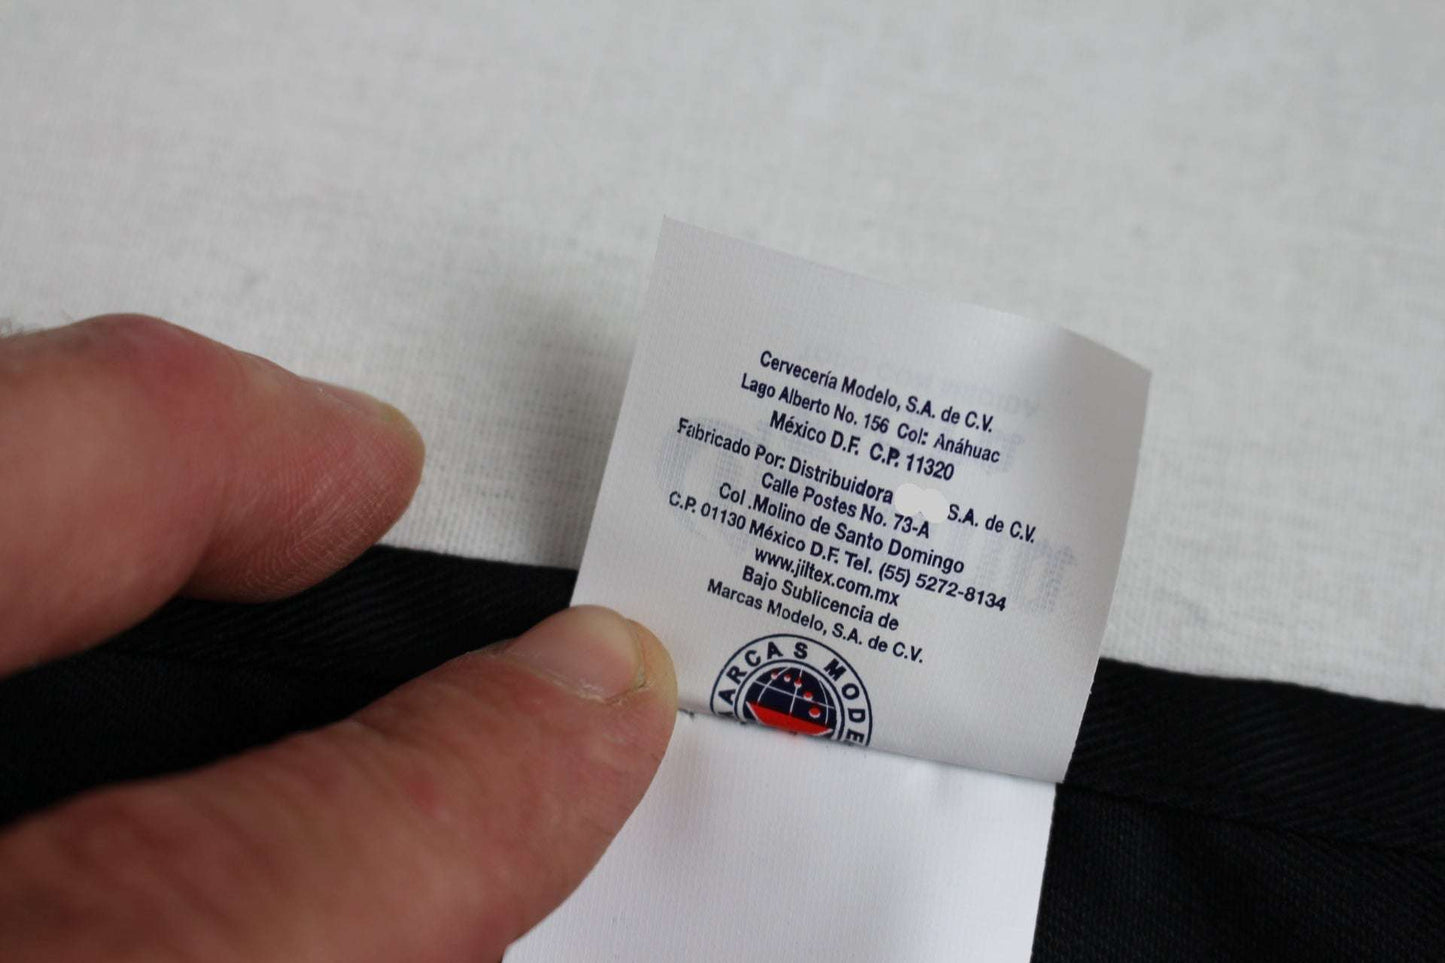 Cervecería Modelo, S.A. de C.V.
Lago Alberto No. 156 Col: Anáhuac
México D.F. C.P. 11320
Fabricado Por: Distribuidora S.A. de C.V.
Calle Postes No. 73-A
Col .Molino de Santo Domingo
C.P. 01130 México D.F. Tel. (55) 5272-8134
www.jiltex.com.mx
Bajo Sublicencia de
Marcas Modelo, S.A. de C.V.